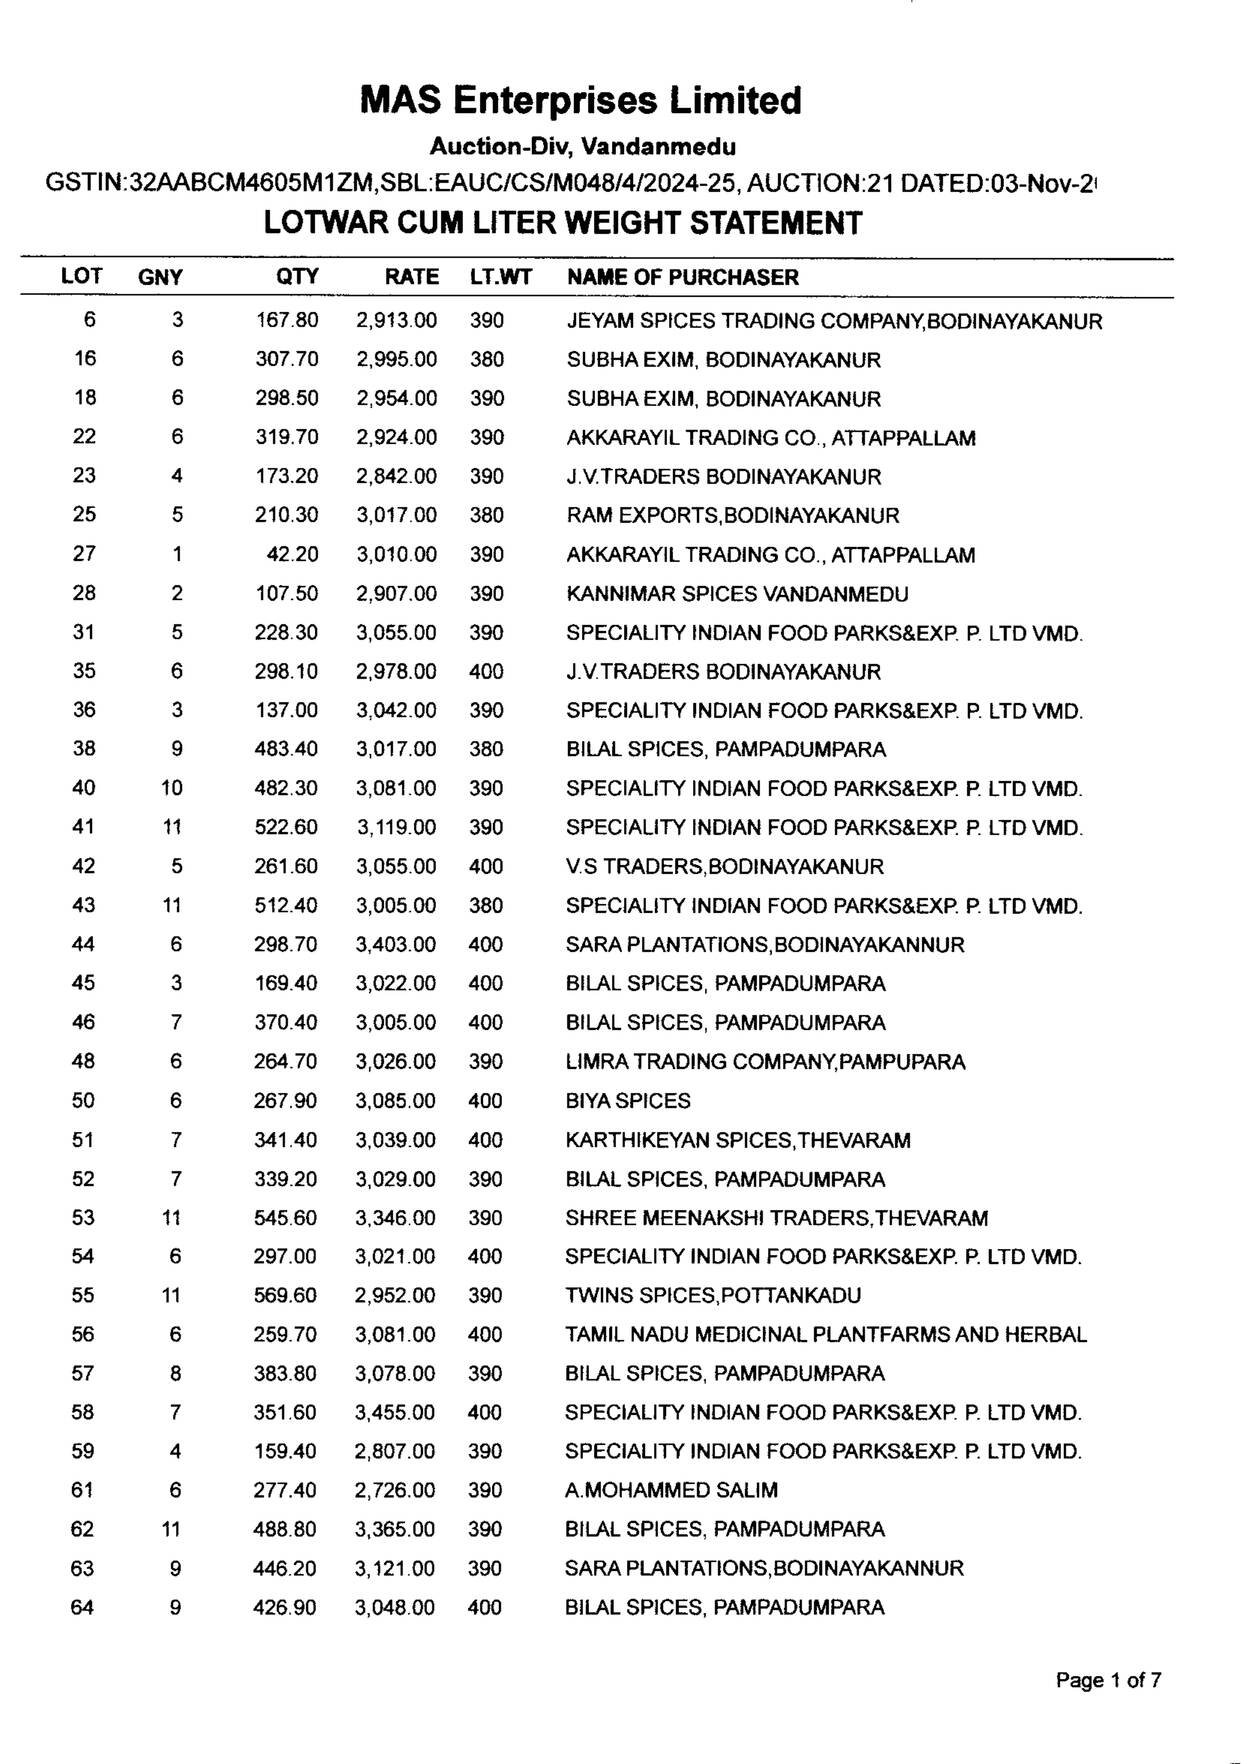 MAS Enterprises Limited
Auction-Div, Vandanmedu
GSTIN:32AABCM4605M1ZM,SBL:EAUC/CS/M048/4/2024-25, AUCTION:21 DATED:03-Nov-2
LOTWAR CUM LITER WEIGHT STATEMENT
LOT GNY QTY RATE LT.WT NAME OF PURCHASER
6 3 167.80 2,913.00 390 JEYAM SPICES TRADING COMPANY,BODINAYAKANUR
16 6 307.70 2,995.00 380 SUBHA EXIM, BODINAYAKANUR
18 6 298.50 2,954.00 390 SUBHA EXIM, BODINAYAKANUR
22 6 319.70 2,924.00 390 AKKARAYIL TRADING CO., ATTAPPALLAM
23 4 173.20 2,842.00 390 J.V.TRADERS BODINAYAKANUR
25 5 210.30 3,017.00 380 RAM EXPORTS,BODINAYAKANUR
27 1 42.20 3,010.00 390 AKKARAYIL TRADING CO., ATTAPPALLAM
28 2 107.50 2,907.00 390 KANNIMAR SPICES VANDANMEDU
31 5 228.30 3,055.00 390 SPECIALITY INDIAN FOOD PARKS&EXP. P. LTD VMD.
35 6 298.10 2,978.00 400 J.V.TRADERS BODINAYAKANUR
36 3 137.00 3,042.00 390 SPECIALITY INDIAN FOOD PARKS&EXP. P. LTD VMD.
38 9 483.40 3,017.00 380 BILAL SPICES, PAMPADUMPARA
40 10 482.30 3,081.00 390 SPECIALITY INDIAN FOOD PARKS&EXP. P. LTD VMD.
41 11 522.60 3,119.00 390 SPECIALITY INDIAN FOOD PARKS&EXP. P. LTD VMD.
42 5 261.60 3,055.00 400 V.S TRADERS,BODINAYAKANUR
43 11 512.40 3,005.00 380 SPECIALITY INDIAN FOOD PARKS&EXP. P. LTD VMD.
44 6 298.70 3,403.00 400 SARA PLANTATIONS,BODINAYAKANNUR
45 3 169.40 3,022.00 400 BILAL SPICES, PAMPADUMPARA
46 7 370.40 3,005.00 400 BILAL SPICES, PAMPADUMPARA
48 6 264.70 3,026.00 390 LIMRA TRADING COMPANY,PAMPUPARA
50 6 267.90 3,085.00 400 BIYA SPICES
51 7 341.40 3,039.00 400 KARTHIKEYAN SPICES,THEVARAM
52 7 339.20 3,029.00 390 BILAL SPICES, PAMPADUMPARA
53 11 545.60 3,346.00 390 SHREE MEENAKSHI TRADERS,THEVARAM
54 6 297.00 3,021.00 400 SPECIALITY INDIAN FOOD PARKS&EXP. P. LTD VMD.
55 11 569.60 2,952.00 390 TWINS SPICES,POTTANKADU
56 6 259.70 3,081.00 400 TAMIL NADU MEDICINAL PLANTFARMS AND HERBAL
57 8 383.80 3,078.00 390 BILAL SPICES, PAMPADUMPARA
58 7 351.60 3,455.00 400 SPECIALITY INDIAN FOOD PARKS&EXP. P. LTD VMD.
59 4 159.40 2,807.00 390 SPECIALITY INDIAN FOOD PARKS&EXP. P. LTD VMD.
61 6 277.40 2,726.00 390 A.MOHAMMED SALIM
62 11 488.80 3,365.00 390 BILAL SPICES, PAMPADUMPARA
63 9 446.20 3,121.00 390 SARA PLANTATIONS,BODINAYAKANNUR
64 9 426.90 3,048.00 400 BILAL SPICES, PAMPADUMPARA
Page 1 of 7